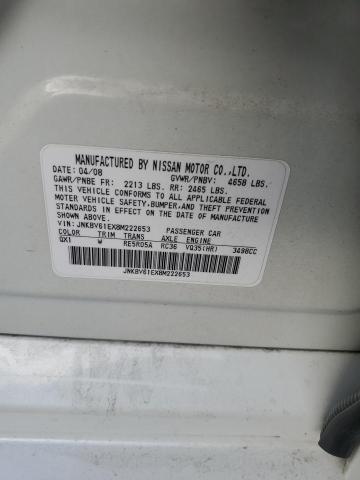 MANUFACTURED BY NISSAN MOTOR CO.,LTD.
DATE: 04/08 GVWR/PNBV: 4658 LBS.
GAWR/PNBE FR: 2213 LBS. RR: 2465 LBS.
THIS VEHICLE CONFORMS TO ALL APPLICABLE FEDERAL
MOTOR VEHICLE SAFETY,BUMPER,AND THEFT PREVENTION
STANDARDS IN EFFECT ON THE DATE OF MANUFACTURE SHOWN ABOVE.
VIN: JNKBV61EX8M222653 PASSENGER CAR
COLOR TRIM TRANS AXLE ENGINE
QX1 W RE5R05A RC36 VQ35(HR) 3498CC
JNKBV61EX8M222653